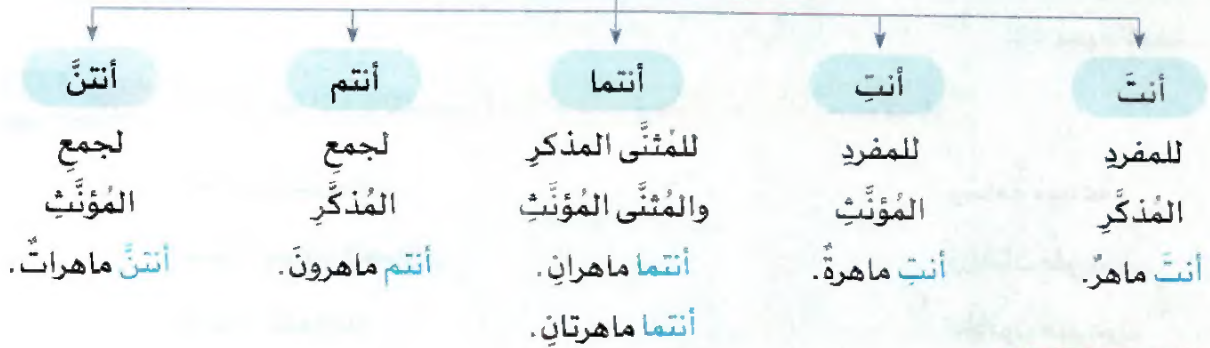 أنتَ
للمفردِ
المُذكَّرِ
أنتَ ماهرٌ.
أنتِ
للمفردِ
المُؤنَّثِ
أنتِ ماهرةٌ.
أنتما
للمُثنَّى المذكرِ
والمُثنَّى المُؤنَّثِ
أنتما ماهرانِ.
أنتما ماهرتانِ.
أنتم
لجمعِ
المُذكَّرِ
أنتم ماهرونَ.
أنتنَّ
لجمعِ
المُؤنَّثِ
أنتنَّ ماهراتٌ.